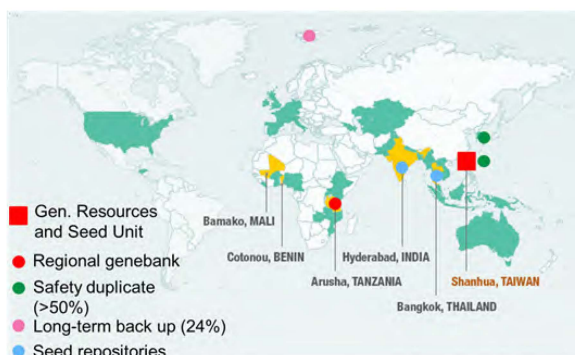 Bamako, MALI
Cotonou, BENIN
Hyderabad, INDIA
Arusha, TANZANIA
Shanhua, TAIWAN
Bangkok, THAILAND
Gen. Resources
and Seed Unit
Regional genebank
Safety duplicate
(>50%)
Long-term back up (24%)
Seed repositories